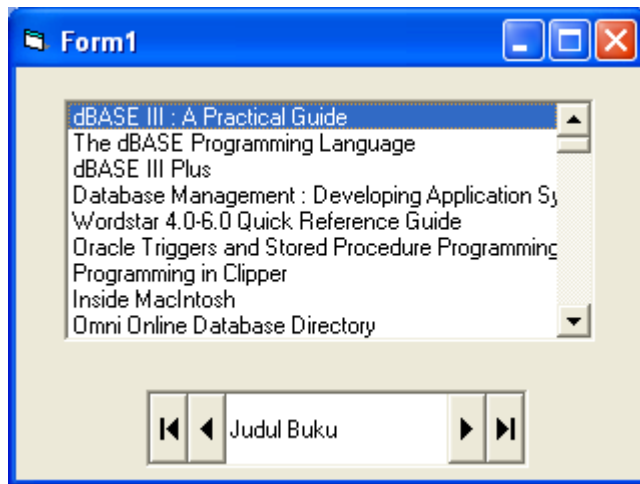 Form1
dBASE III : A Practical Guide
The dBASE Programming Language
dBASE III Plus
Database Management : Developing Application Sy
Wordstar 4.0-6.0 Quick Reference Guide
Oracle Triggers and Stored Procedure Programming
Programming in Clipper
Inside MacIntosh
Omni Online Database Directory
Judul Buku